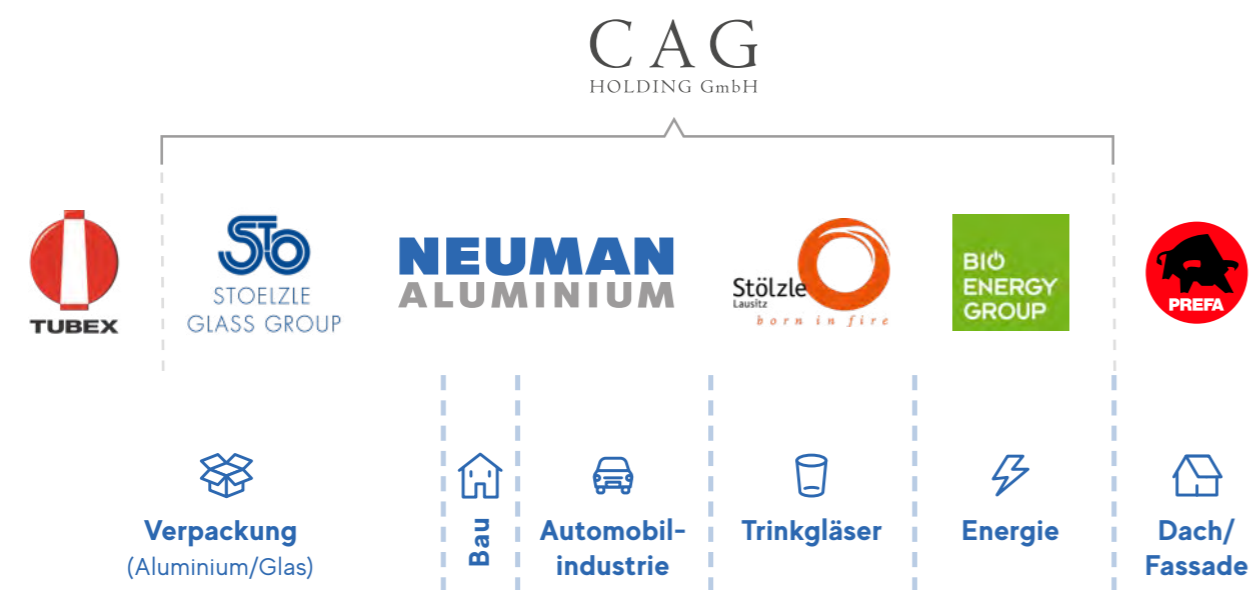 CAG
HOLDING GmbH
TUBEX
STO
STOELZLE
GLASS GROUP
NEUMAN
ALUMINIUM
Stölzle
Lausitz
born in fire
BIO
ENERGY
GROUP
PREFA
Verpackung
(Aluminium/Glas)
Bau
Automobil-
industrie
Trinkgläser
Energie
Dach/
Fassade